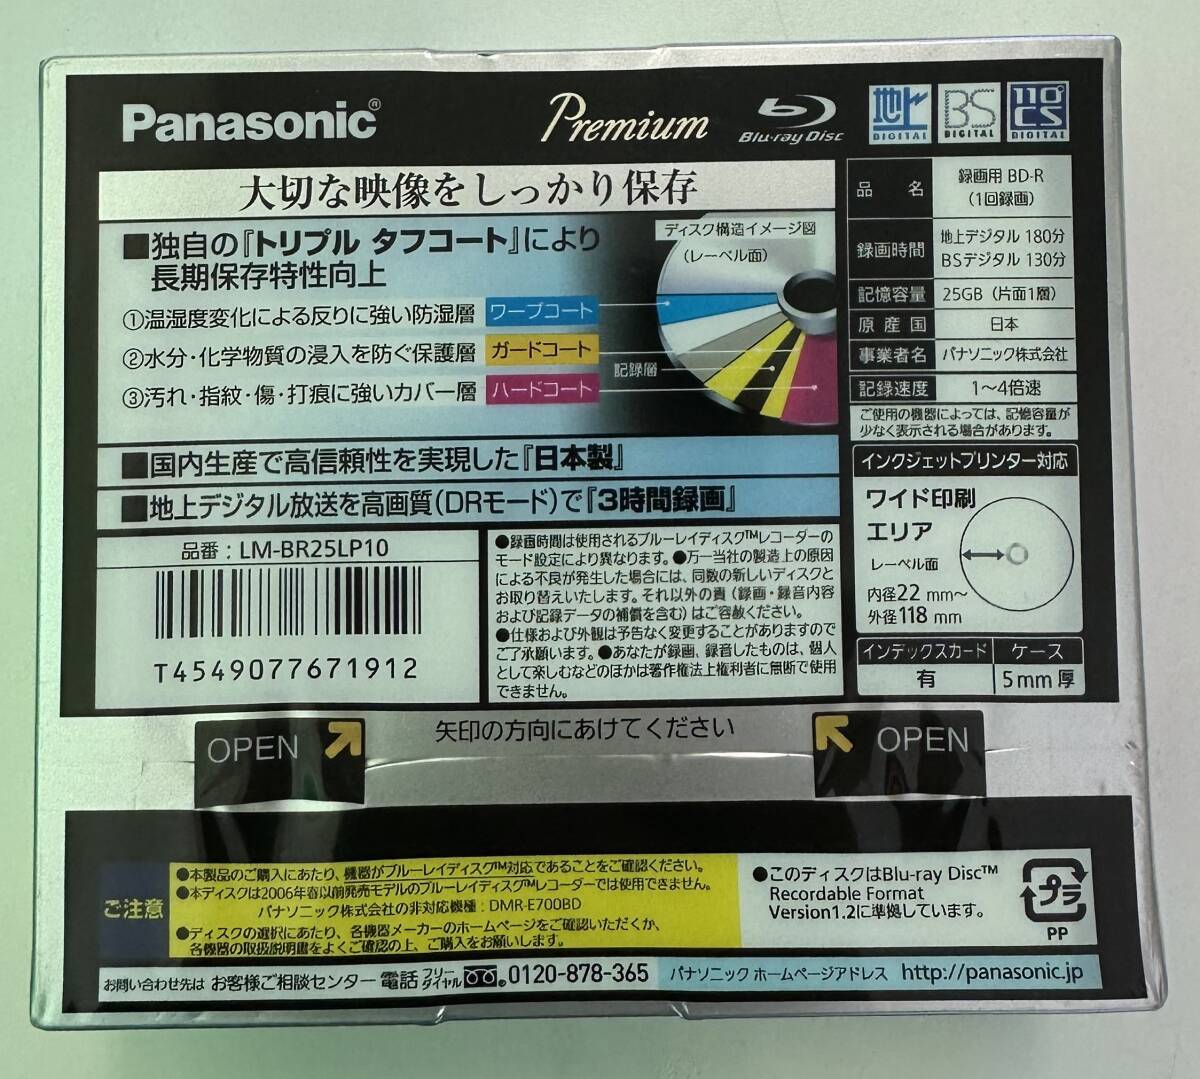 Panasonic®
Premium
Blu-ray Disc
地上
DIGITAL
BS
DIGITAL
110°
CS
DIGITAL
大切な映像をしっかり保存
■独自の『トリプル タフコート』により
長期保存特性向上
①温湿度変化による反りに強い防湿層 ワープコート
②水分・化学物質の浸入を防ぐ保護層 ガードコート
③汚れ・指紋・傷・打痕に強いカバー層 ハードコート
ディスク構造イメージ図
(レーベル面)
記録層
■国内生産で高信頼性を実現した『日本製』
■地上デジタル放送を高画質(DRモード)で『3時間録画』
品番:LM-BR25LP10
T4549077671912
●録画時間は使用されるブルーレイディスク™レコーダーの
モード設定により異なります。●万一当社の製造上の原因
による不良が発生した場合には、同数の新しいディスクと
お取り替えいたします。それ以外の責(録画・録音内容
および記録データの補償を含む)はご容赦ください。
●仕様および外観は予告なく変更することがありますので
ご了承願います。●あなたが録画、録音したものは、個人
として楽しむなどのほかは著作権法上権利者に無断で使用
できません。
品名 録画用 BD-R
(1回録画)
録画時間 地上デジタル 180分
BSデジタル 130分
記憶容量 25GB(片面1層)
原産国 日本
事業者名 パナソニック株式会社
記録速度 1～4倍速
ご使用の機器によっては、記憶容量が
少なく表示される場合があります。
インクジェットプリンター対応
ワイド印刷
エリア
レーベル面
内径22 mm～
外径118 mm
インデックスカード ケース
有 5mm厚
OPEN
矢印の方向にあけてください
OPEN
ご注意
●本製品のご購入にあたり、機器がブルーレイディスク™対応であることをご確認ください。
●本ディスクは2006年春以前発売モデルのブルーレイディスク™レコーダーでは使用できません。
パナソニック株式会社の非対応機種:DMR-E700BD
●ディスクの選択にあたり、各機器メーカーのホームページをご確認いただくか、
各機器の取扱説明書をよくご確認の上、ご購入をお願いします。
●このディスクはBlu-ray Disc™
Recordable Format
Version1.2に準拠しています。
プラ
PP
お問い合わせ先は お客様ご相談センター 電話 フリーダイヤル 0120-878-365
パナソニック ホームページアドレス http://panasonic.jp